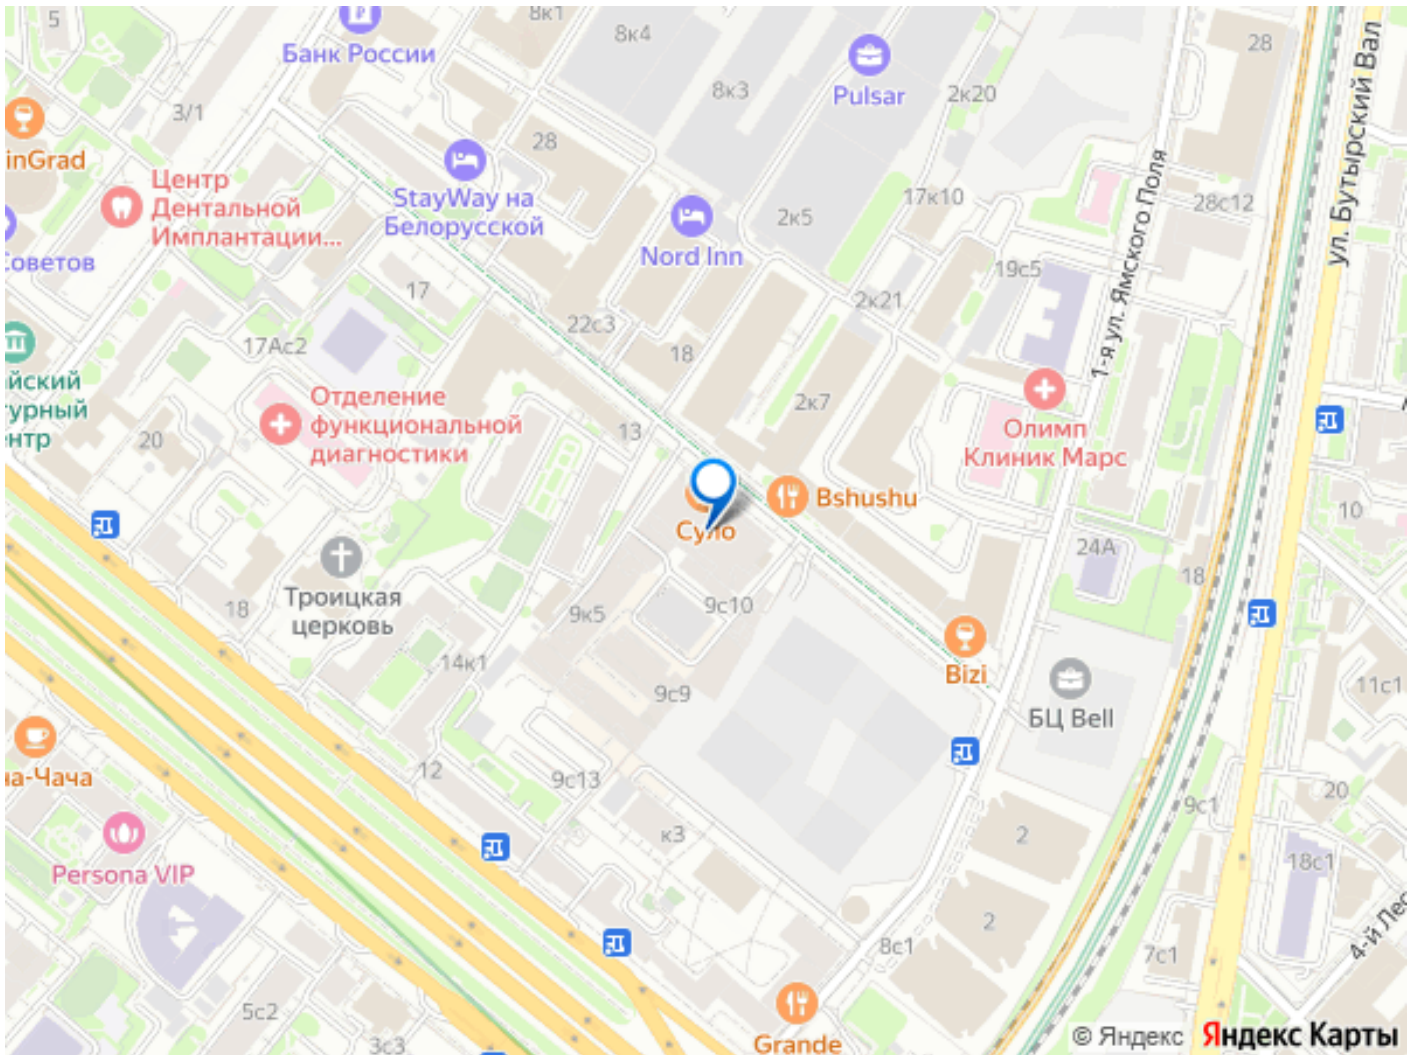 5
8к1
8к4
28
Банк России
8к3
Pulsar
2к20
3/1
28
inGrad
Центр
Дентальной
Имплантации...
StayWay на
Белорусской
Nord Inn
2к5
17к10
28с12
ул. Бутырский Вал
1-я ул. Ямского Поля
Советов
17
19с5
2к21
22с3
17Ас2
18
йский
турный
нтр
Отделение
функциональной
диагностики
20
13
2к7
Олимп
Клиник Марс
Bshushu
Суло
10
24А
18
Троицкая
церковь
18
9к5
9с10
14к1
9с9
Bizi
БЦ Bell
11с1
на-Чача
12
9с13
к3
9с1
20
2
18с1
Persona VIP
2
8с1
7с1
4-й Лес
5с2
3с3
Grande
© Яндекс Яндекс Карты